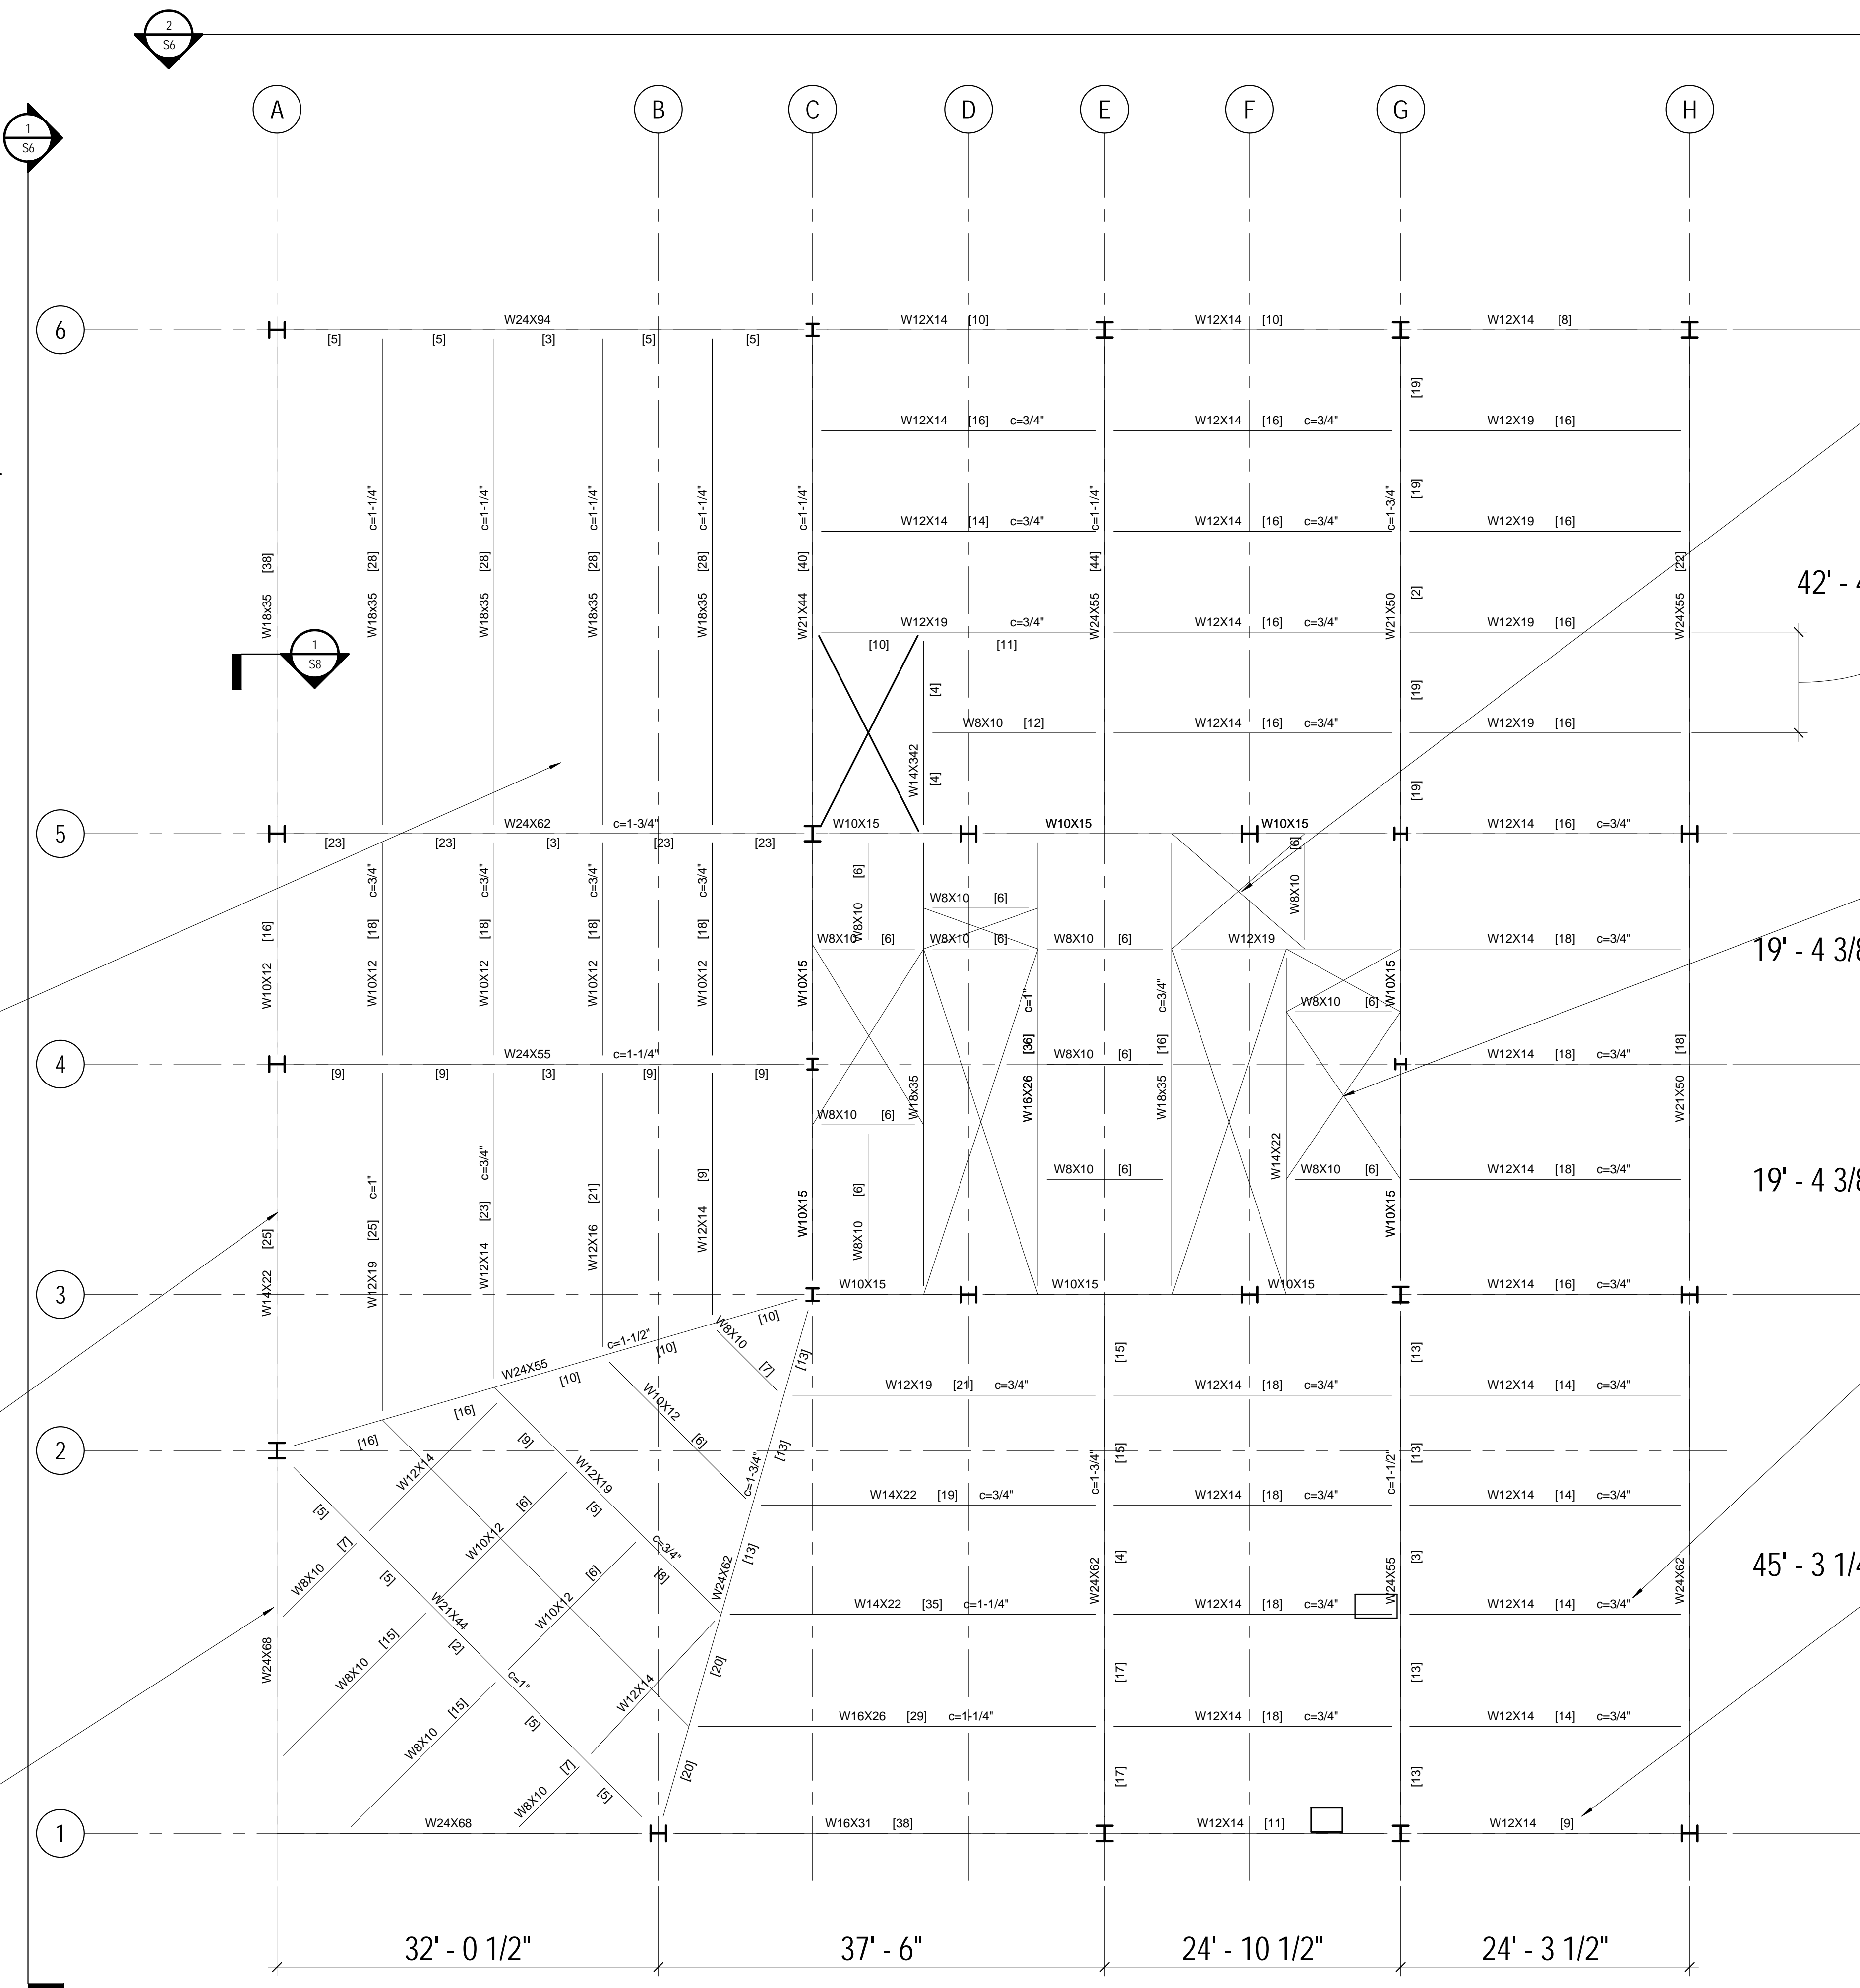 2
S6
1
S6
A B C D E F G H
6
W24X94
W12X14 [10]
W12X14 [10]
W12X14 [8]
[5] [5] [3] [5] [5]
[19]
W12X14 [16] c=3/4"
W12X14 [16] c=3/4"
W12X19 [16]
W18x35 [38]
W18x35 [28] c=1-1/4"
W18x35 [28] c=1-1/4"
W18x35 [28] c=1-1/4"
W18x35 [28] c=1-1/4"
W21X44 [40] c=1-1/4"
W24X55 [44] c=1-1/4"
W21X50 c=1-3/4"
[19]
[2]
W24X55 [22]
W12X14 [14] c=3/4"
W12X14 [16] c=3/4"
W12X19 [16]
42' - 4
W12X19 c=3/4"
[10] [11]
W12X14 [16] c=3/4"
W12X19 [16]
1
S8
W14X342
[4]
[4]
[19]
W8X10 [12]
W12X14 [16] c=3/4"
W12X19 [16]
[19]
5
W24X62 c=1-3/4"
[23] [23] [3] [23] [23]
W10X15
W10X15
W10X15
W12X14 [16] c=3/4"
W10X12 [16]
W10X12 [18] c=3/4"
W10X12 [18] c=3/4"
W10X12 [18] c=3/4"
W10X12 [18] c=3/4"
W10X15
W8X10 [6]
W8X10 [6]
W8X10 [6]
W8X10 [6]
W8X10 [6]
W8X10 [6]
W12X19
W10X15
W12X14 [18] c=3/4"
19' - 4 3/8
W8X10 [6]
4
W24X55 c=1-1/4"
[9] [9] [3] [9] [9]
W18x35
W16X26 [36] c=1"
W8X10 [6]
W18x35 [16] c=3/4"
W12X14 [18] c=3/4"
W21X50 [18]
W8X10 [6]
W14X22 [25]
W12X19 [25] c=1"
W12X14 [23] c=3/4"
W12X16 [21]
W12X14 [9]
W10X15
W8X10 [6]
W8X10 [6]
W14X22
W8X10 [6]
W10X15
W12X14 [18] c=3/4"
19' - 4 3/8
3
W10X15
W10X15
W10X15
W12X14 [16] c=3/4"
W24X55 c=1-1/2"
[16] [16] [10] [10] [10]
W8X10 [7]
[13]
[15]
[13]
W12X19 [21] c=3/4"
W12X14 [18] c=3/4"
W12X14 [14] c=3/4"
2
W10X12 [6]
W24X62 c=1-3/4"
[13]
[13]
[20]
[20]
W24X62 c=1-3/4"
[15]
[4]
[17]
[17]
W24X55 c=1-1/2"
[13]
[3]
[13]
[13]
W24X62
W14X22 [19] c=3/4"
W12X14 [18] c=3/4"
W12X14 [14] c=3/4"
W12X14
W12X19 c=3/4"
[9] [5] [8]
W10X12 [6]
W10X12 [6]
W12X14
W8X10 [7]
W21X44 c=1"
[5] [5] [2] [5] [5]
W8X10 [15]
W8X10 [15]
W8X10 [7]
W24X68
W14X22 [35] c=1-1/4"
W12X14 [18] c=3/4"
W12X14 [14] c=3/4"
45' - 3 1/4
W16X26 [29] c=1-1/4"
W12X14 [18] c=3/4"
W12X14 [14] c=3/4"
1
W24X68
W16X31 [38]
W12X14 [11]
W12X14 [9]
32' - 0 1/2" 37' - 6" 24' - 10 1/2" 24' - 3 1/2"